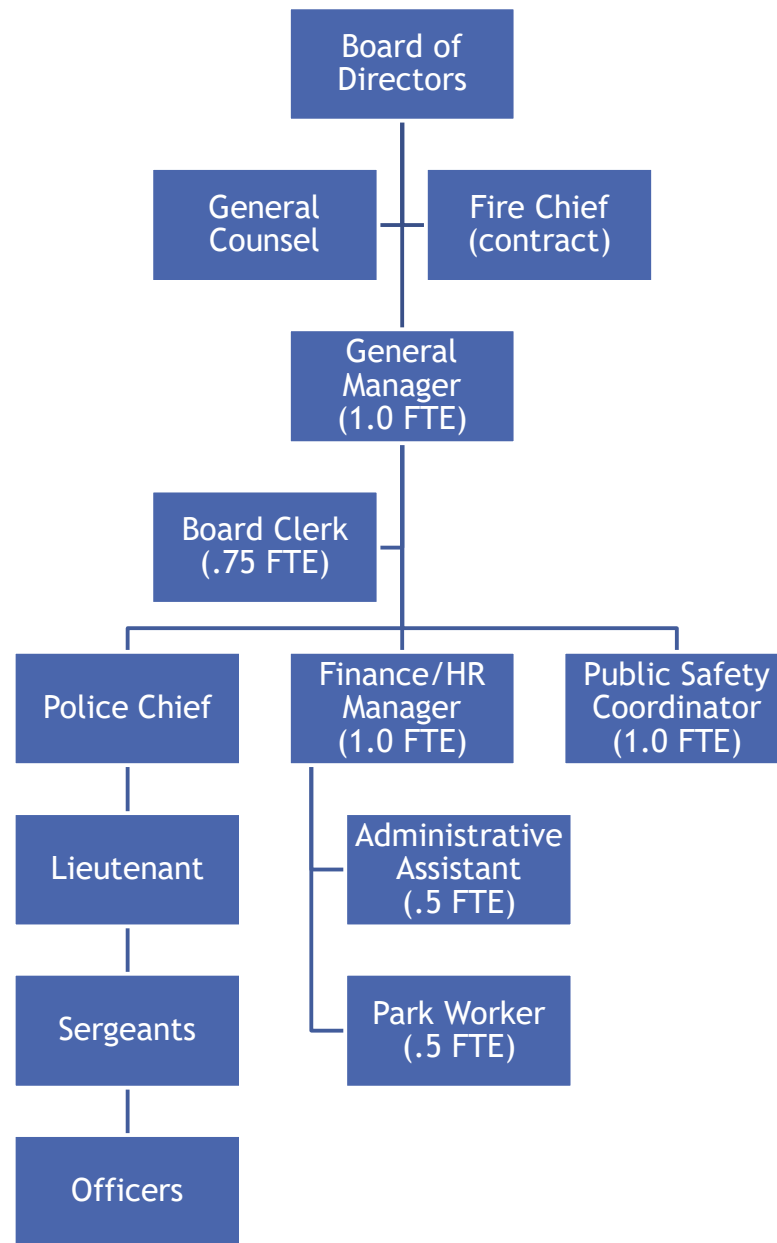 Board of
Directors
General
Counsel
Fire Chief
(contract)
General
Manager
(1.0 FTE)
Board Clerk
(.75 FTE)
Police Chief
Finance/HR
Manager
(1.0 FTE)
Public Safety
Coordinator
(1.0 FTE)
Lieutenant
Administrative
Assistant
(.5 FTE)
Sergeants
Park Worker
(.5 FTE)
Officers